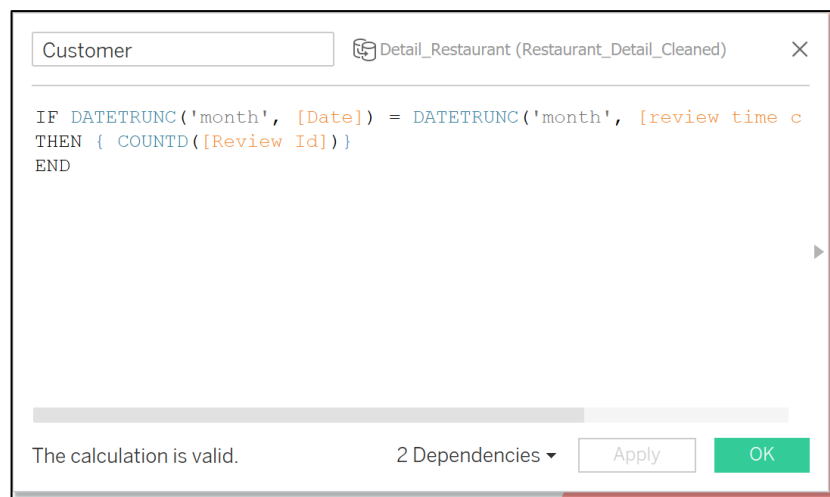 Customer
Detail_Restaurant (Restaurant_Detail_Cleaned)
IF DATETRUNC('month', [Date]) = DATETRUNC('month', [review time c
THEN { COUNTD([Review Id])}
END
The calculation is valid.
2 Dependencies
Apply
OK